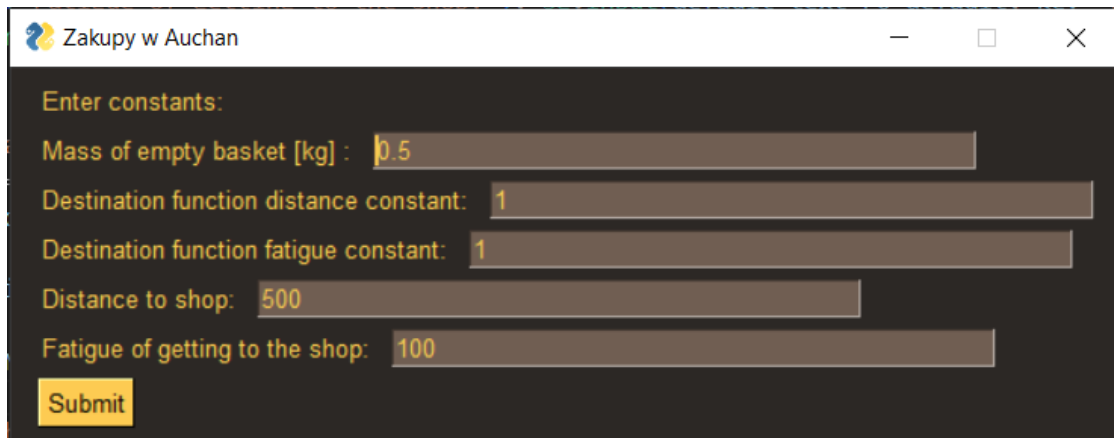 Zakupy w Auchan
Enter constants:
Mass of empty basket [kg] : 0.5
Destination function distance constant: 1
Destination function fatigue constant: 1
Distance to shop: 500
Fatigue of getting to the shop: 100
Submit